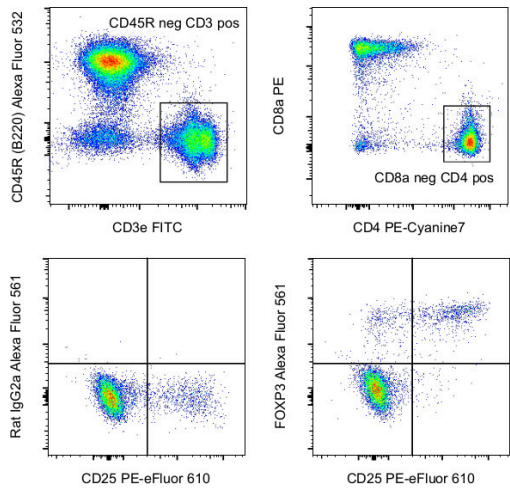 CD45R neg CD3 pos
CD45R (B220) Alexa Fluor 532
CD3e FITC
CD8a PE
CD8a neg CD4 pos
CD4 PE-Cyanine7
Rat IgG2a Alexa Fluor 561
CD25 PE-eFluor 610
FOXP3 Alexa Fluor 561
CD25 PE-eFluor 610